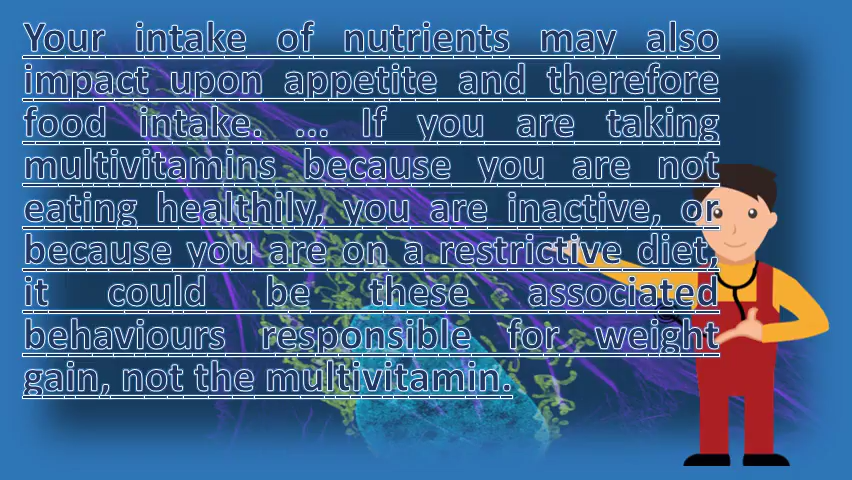 Your intake of nutrients may also
impact upon appetite and therefore
food intake. ... If you are taking
multivitamins because you are not
eating healthily, you are inactive, or
because you are on a restrictive diet,
it could be these associated
behaviours responsible for weight
gain, not the multivitamin.